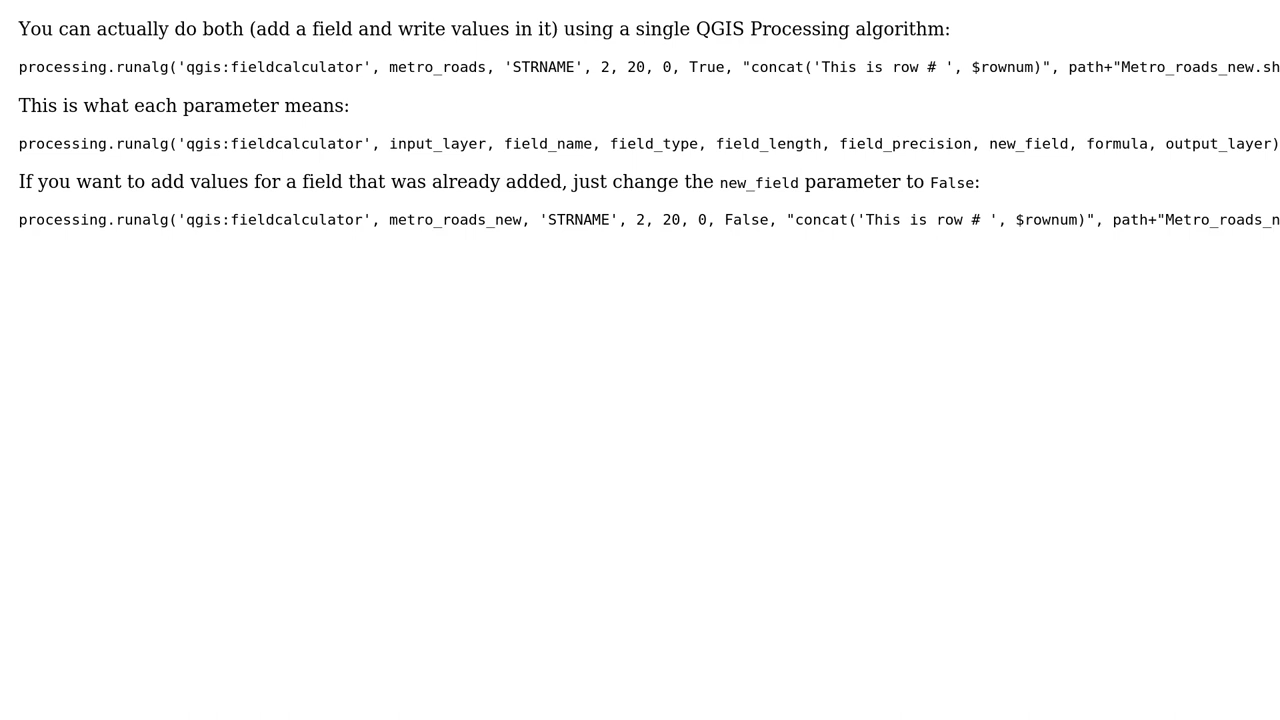 You can actually do both (add a field and write values in it) using a single QGIS Processing algorithm:
processing.runalg('qgis:fieldcalculator', metro_roads, 'STRNAME', 2, 20, 0, True, "concat('This is row # ', $rownum)", path+"Metro_roads_new.sh
This is what each parameter means:
processing.runalg('qgis:fieldcalculator', input_layer, field_name, field_type, field_length, field_precision, new_field, formula, output_layer)
If you want to add values for a field that was already added, just change the new_field parameter to False:
processing.runalg('qgis:fieldcalculator', metro_roads_new, 'STRNAME', 2, 20, 0, False, "concat('This is row # ', $rownum)", path+"Metro_roads_n